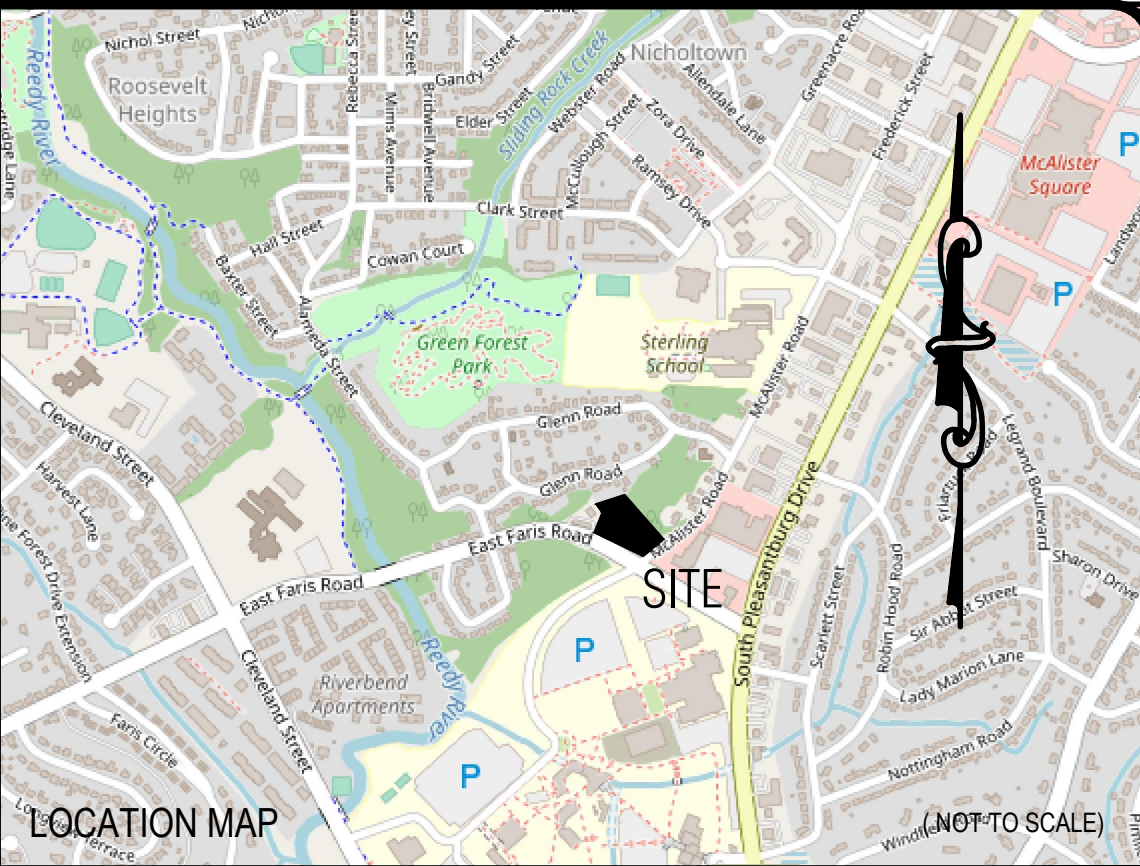 Nichol Street
Roosevelt
Heights
Reedy River
Rebecca Street
Mims Avenue
Bridwell Avenue
Gandy Street
Elder Street
Sliding Rock Creek
Webster Road
Nicholtown
Allendale Lane
Zora Drive
McCullough Street
Ramsey Drive
Greenacre Road
Frederick Street
McAlister
Square
P
P
Clark Street
Hall Street
Cowan Court
Baxter Street
Alameda Street
Green Forest
Park
Sterling
School
McAlister Road
Glenn Road
Glenn Road
Cleveland Street
Harvest Lane
East Faris Road
McAlister Road
SITE
South Pleasantburg Drive
Legrand Boulevard
Sharon Drive
Scarlett Street
Robin Hood Road
Sir Abbot Street
Lady Marion Lane
Nottingham Road
East Faris Road
Forest Drive Extension
Cleveland Street
Riverbend
Apartments
Reedy River
Faris Circle
P
P
Terrace
LOCATION MAP
( NOT TO SCALE)